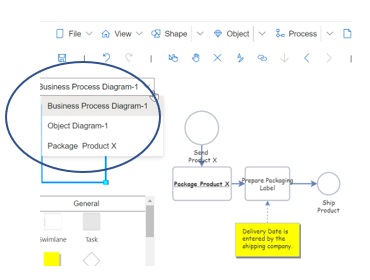 File View Shape Object Process
Business Process Diagram-1
Business Process Diagram-1
Object Diagram-1
Package Product X
Send
Product X
Package Product X
Prepare Packaging
Label
Ship
Product
Delivery Date is
entered by the
shipping company.
General
Swimlane Task